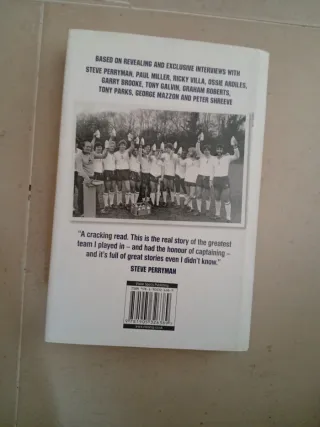 BASED ON REVEALING AND EXCLUSIVE INTERVIEWS WITH
STEVE PERRYMAN, PAUL MILLER, RICKY VILLA, OSSIE ARDILES,
GARRY BROOKE, TONY GALVIN, GRAHAM ROBERTS,
TONY PARKS, GEORGE MAZZON AND PETER SHREEVE
"A cracking read. This is the real story of the greatest
team I played in – and had the honour of captaining –
and it's full of great stories even I didn't know."
STEVE PERRYMAN